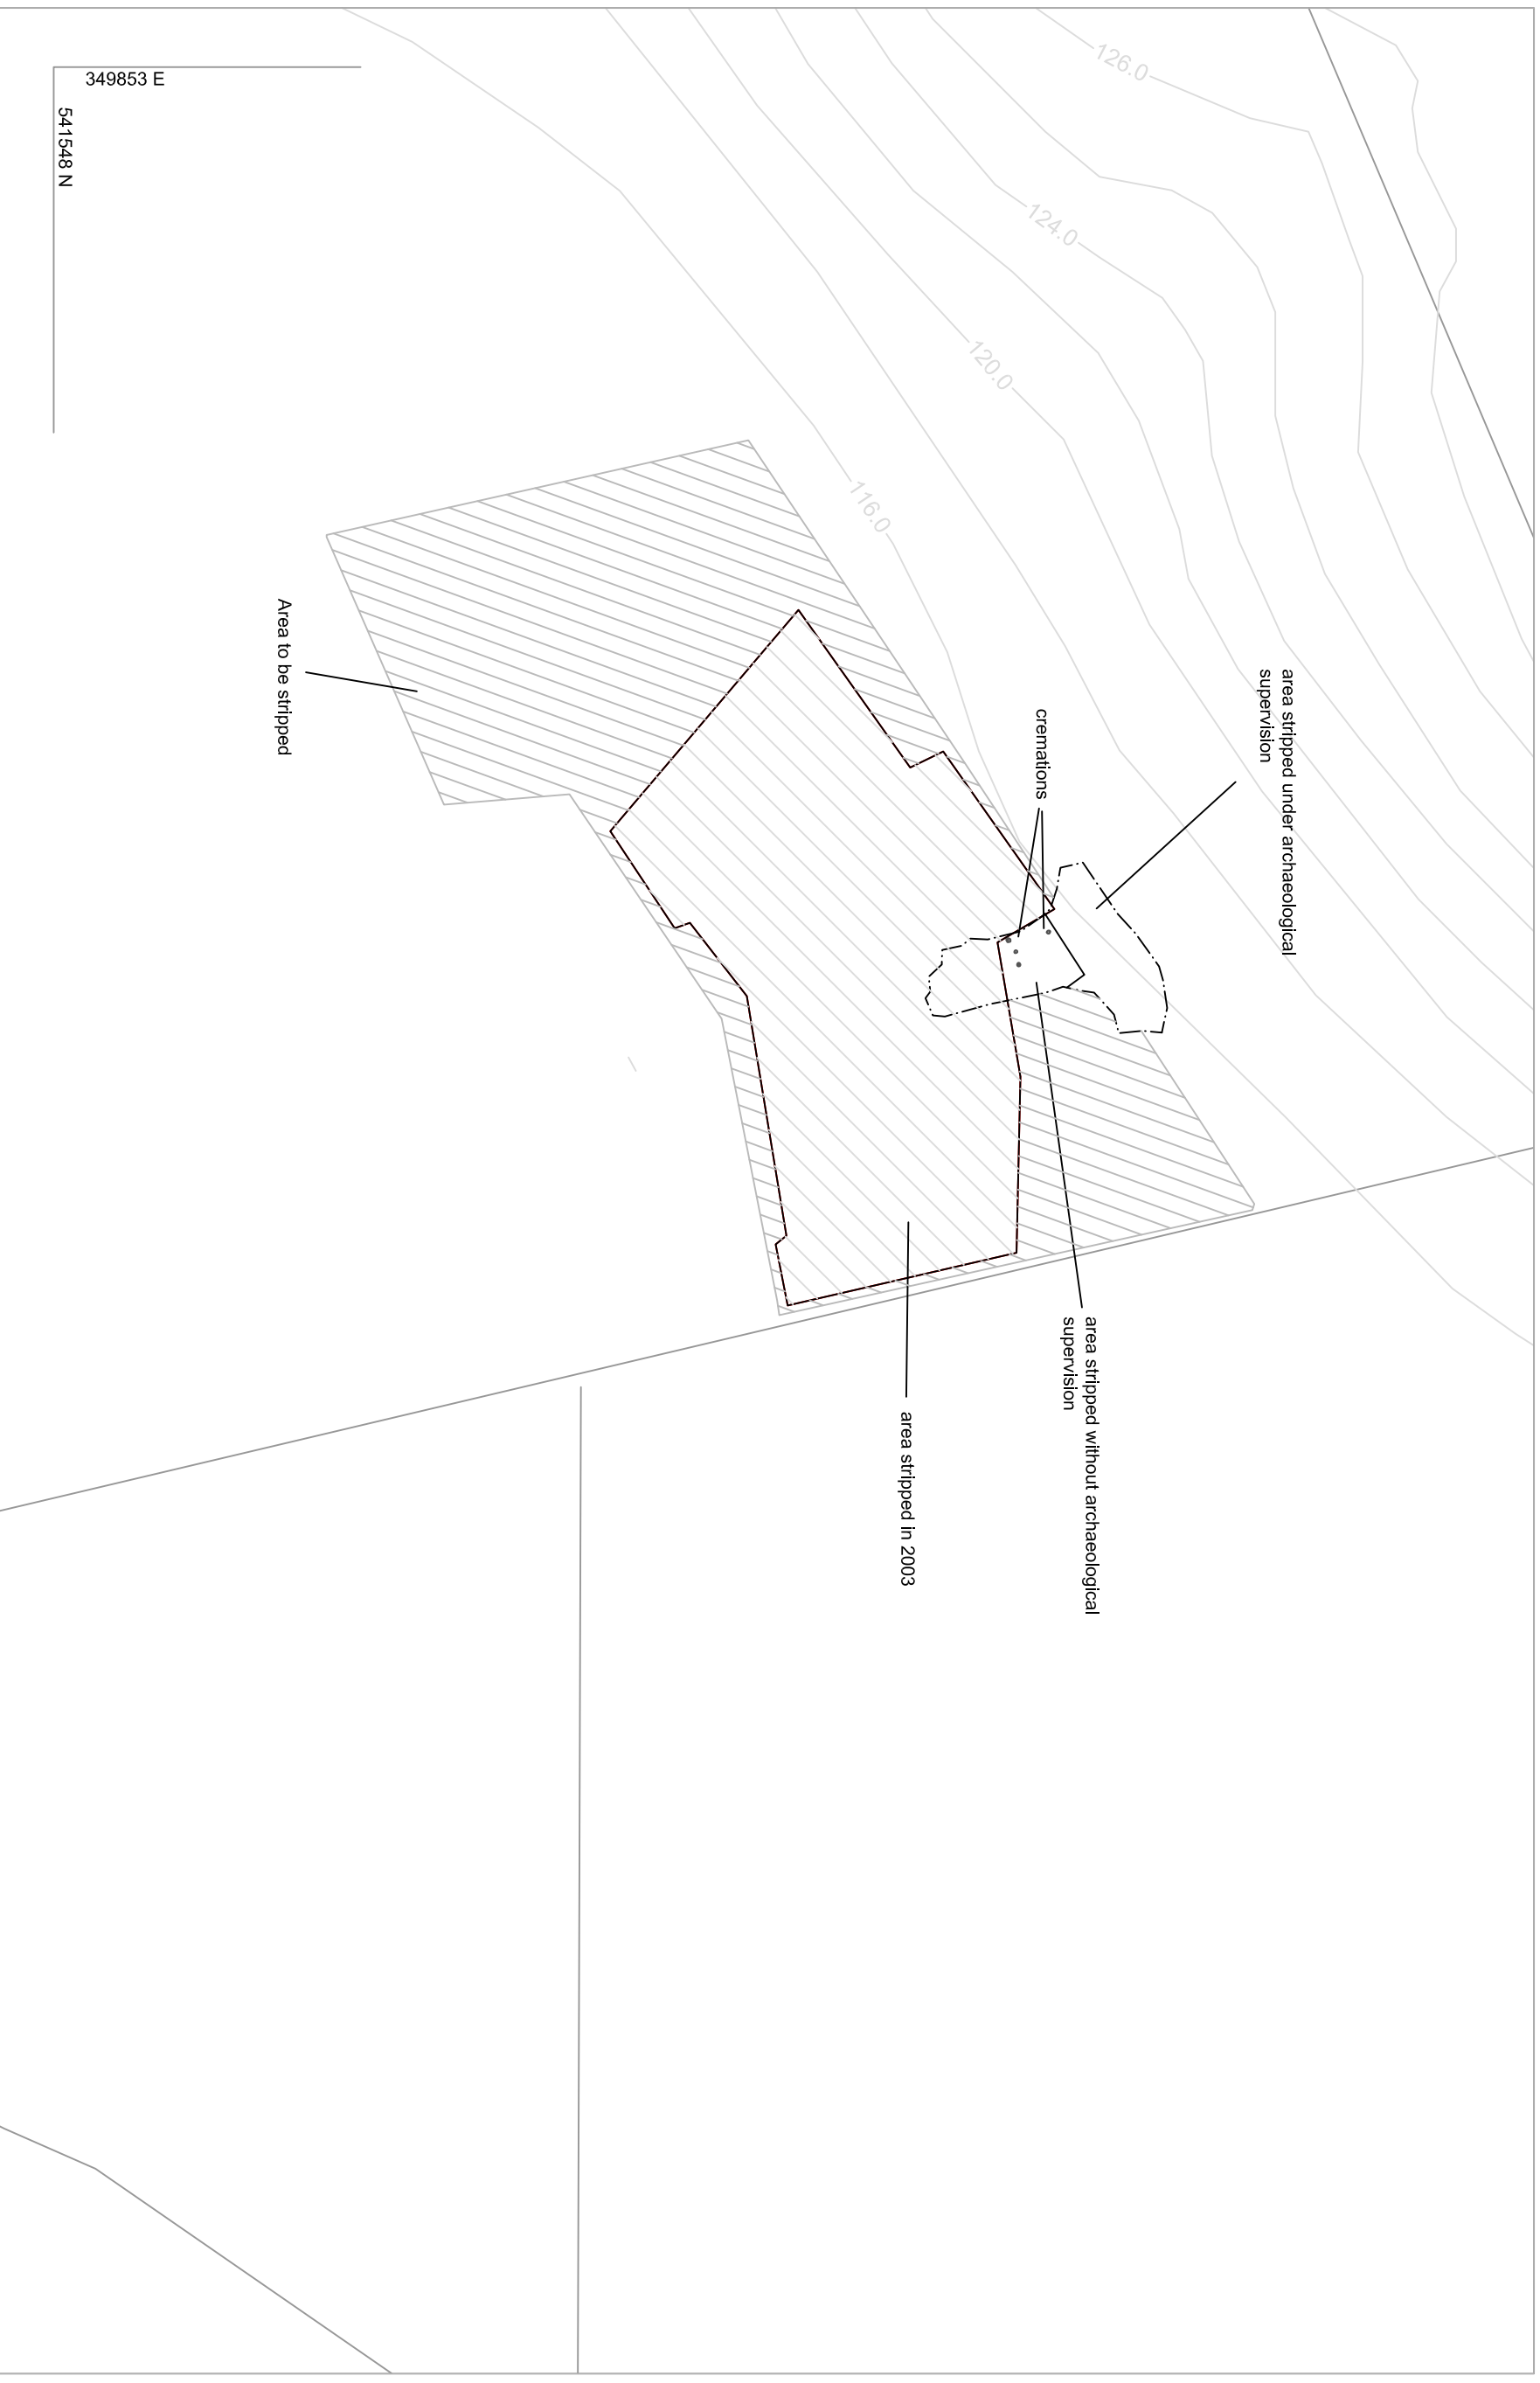 349853 E
541548 N
126.0
124.0
120.0
116.0
area stripped under archaeological
supervision
cremations
Area to be stripped
area stripped without archaeological
supervision
area stripped in 2003